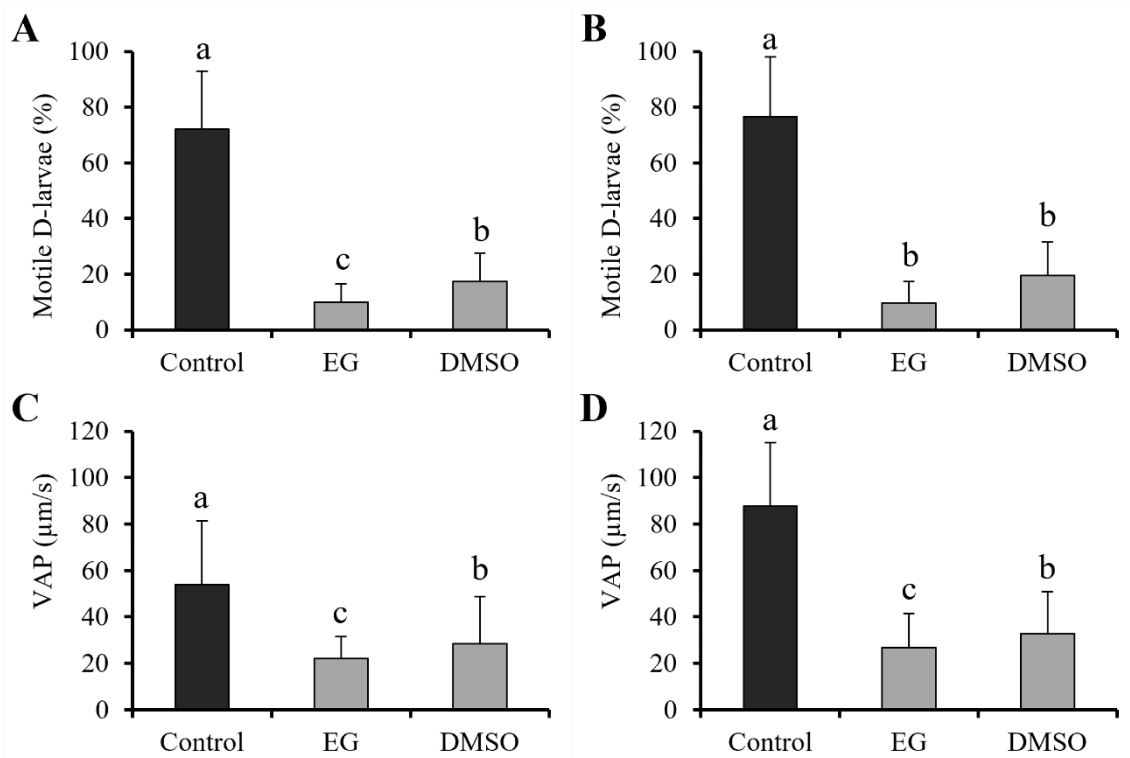 A
Motile D-larvae (%)
100
80
60
40
20
0
a
c
b
Control EG DMSO
B
Motile D-larvae (%)
100
80
60
40
20
0
a
b
b
Control EG DMSO
C
VAP (µm/s)
120
100
80
60
40
20
0
a
c
b
Control EG DMSO
D
VAP (µm/s)
120
100
80
60
40
20
0
a
c
b
Control EG DMSO